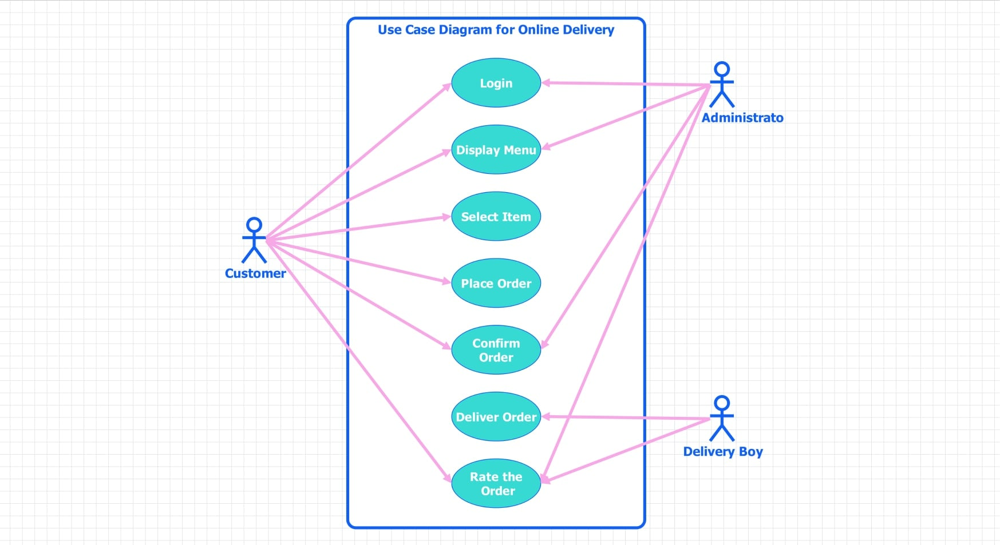 Use Case Diagram for Online Delivery
Login
Administrato
Display Menu
Select Item
Customer
Place Order
Confirm
Order
Deliver Order
Delivery Boy
Rate the
Order